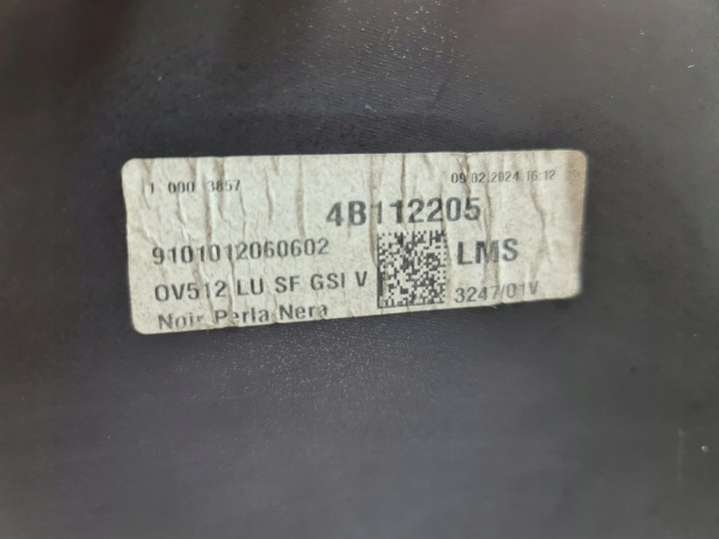 1 000 3857
09.02.2024 16:12
4B112205
9101012060602
LMS
OV512 LU SF GSI V
3247/01V
Noir Perla Nera